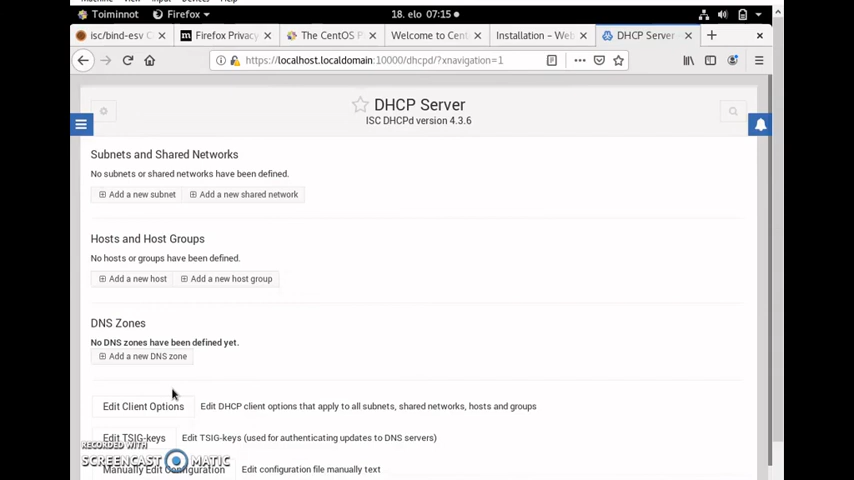 Machine View Input Devices Help
Toiminnot Firefox 18. elo 07:15
isc/bind-esv C Firefox Privacy The CentOS P Welcome to Cent Installation – Web DHCP Server
https://localhost.localdomain:10000/dhcpd/?xnavigation=1
DHCP Server
ISC DHCPd version 4.3.6
Subnets and Shared Networks
No subnets or shared networks have been defined.
Add a new subnet Add a new shared network
Hosts and Host Groups
No hosts or groups have been defined.
Add a new host Add a new host group
DNS Zones
No DNS zones have been defined yet.
Add a new DNS zone
Edit Client Options Edit DHCP client options that apply to all subnets, shared networks, hosts and groups
Edit TSIG-keys Edit TSIG-keys (used for authenticating updates to DNS servers)
RECORDED WITH
SCREENCAST MATIC
Manually Edit Configuration Edit configuration file manually text